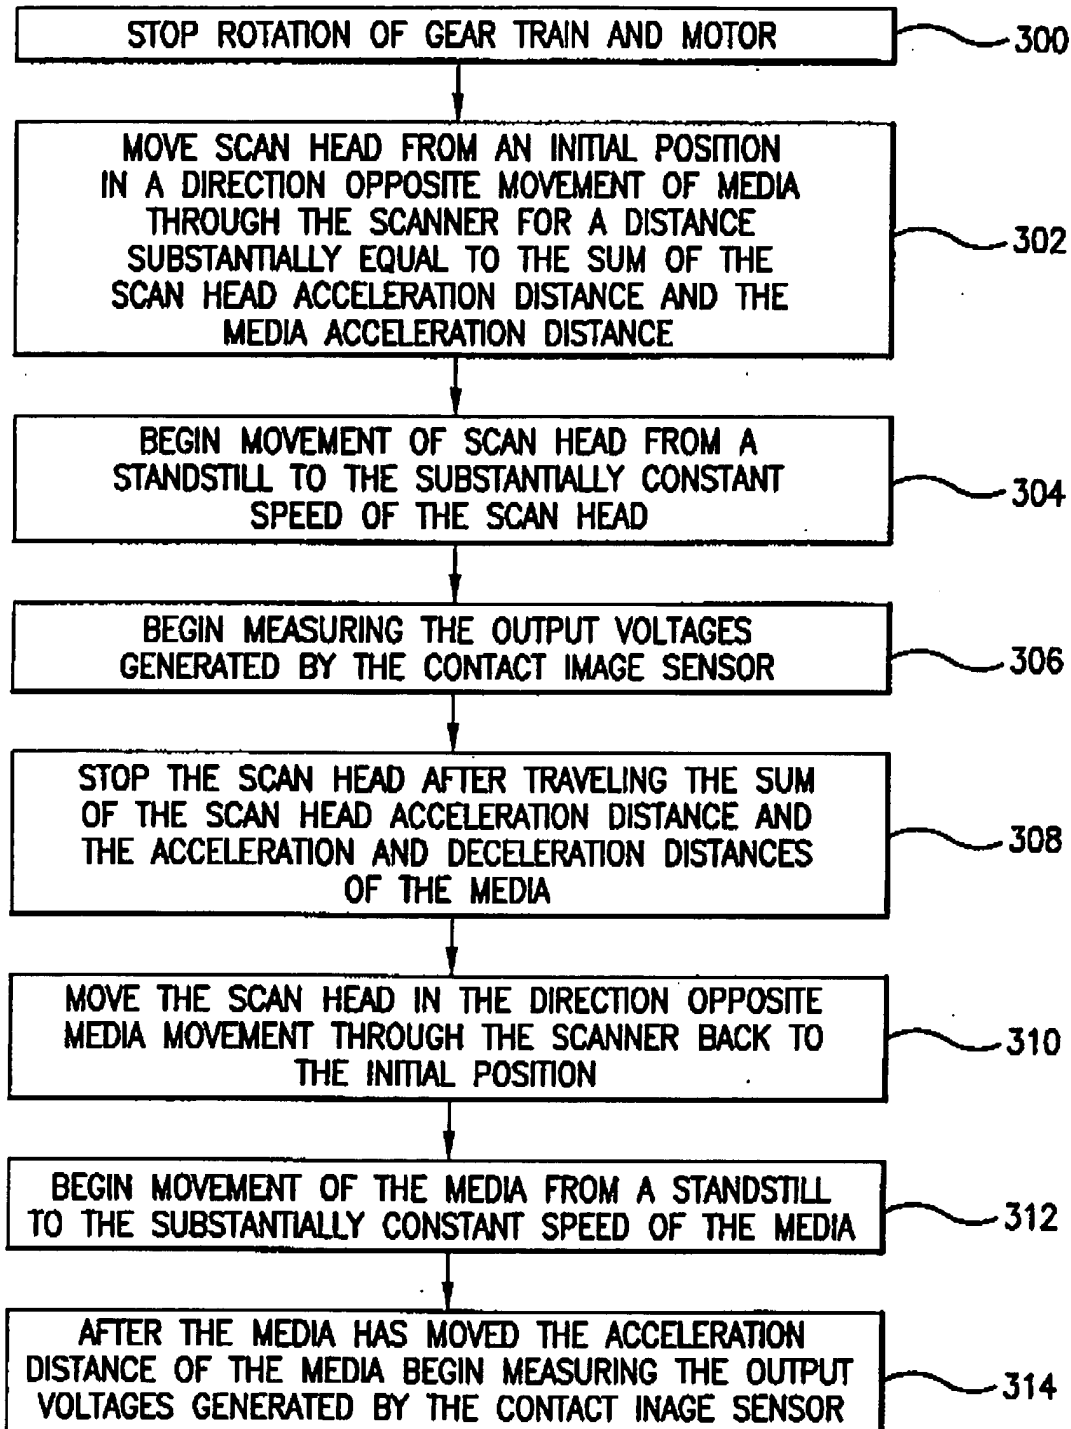 STOP ROTATION OF GEAR TRAIN AND MOTOR
300
MOVE SCAN HEAD FROM AN INITIAL POSITION
IN A DIRECTION OPPOSITE MOVEMENT OF MEDIA
THROUGH THE SCANNER FOR A DISTANCE
SUBSTANTIALLY EQUAL TO THE SUM OF THE
SCAN HEAD ACCELERATION DISTANCE AND THE
MEDIA ACCELERATION DISTANCE
302
BEGIN MOVEMENT OF SCAN HEAD FROM A
STANDSTILL TO THE SUBSTANTIALLY CONSTANT
SPEED OF THE SCAN HEAD
304
BEGIN MEASURING THE OUTPUT VOLTAGES
GENERATED BY THE CONTACT IMAGE SENSOR
306
STOP THE SCAN HEAD AFTER TRAVELING THE SUM
OF THE SCAN HEAD ACCELERATION DISTANCE AND
THE ACCELERATION AND DECELERATION DISTANCES
OF THE MEDIA
308
MOVE THE SCAN HEAD IN THE DIRECTION OPPOSITE
MEDIA MOVEMENT THROUGH THE SCANNER BACK TO
THE INITIAL POSITION
310
BEGIN MOVEMENT OF THE MEDIA FROM A STANDSTILL
TO THE SUBSTANTIALLY CONSTANT SPEED OF THE MEDIA
312
AFTER THE MEDIA HAS MOVED THE ACCELERATION
DISTANCE OF THE MEDIA BEGIN MEASURING THE OUTPUT
VOLTAGES GENERATED BY THE CONTACT INAGE SENSOR
314